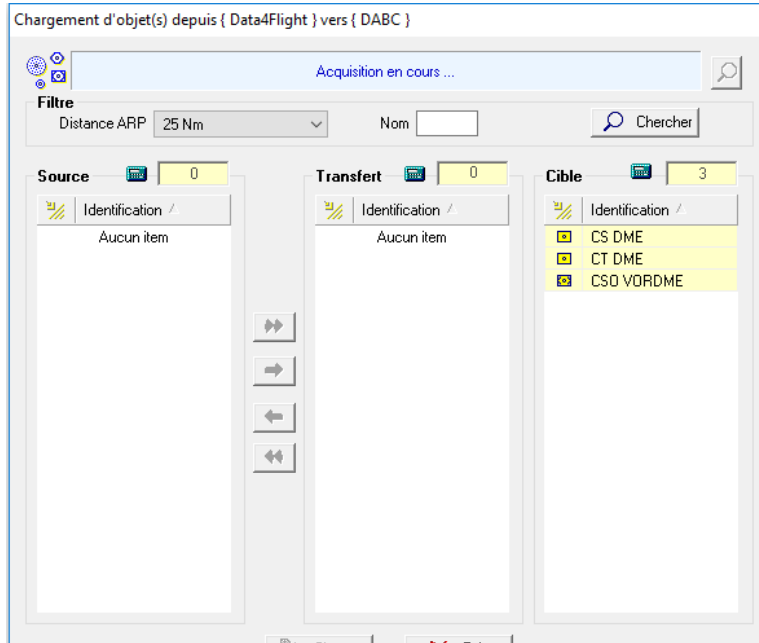 Chargement d'objet(s) depuis { Data4Flight } vers { DABC }
Acquisition en cours ...
Filtre
Distance ARP 25 Nm Nom Chercher
Source 0 Transfert 0 Cible 3
Identification Identification Identification
Aucun item Aucun item CS DME
CT DME
CSO VORDME